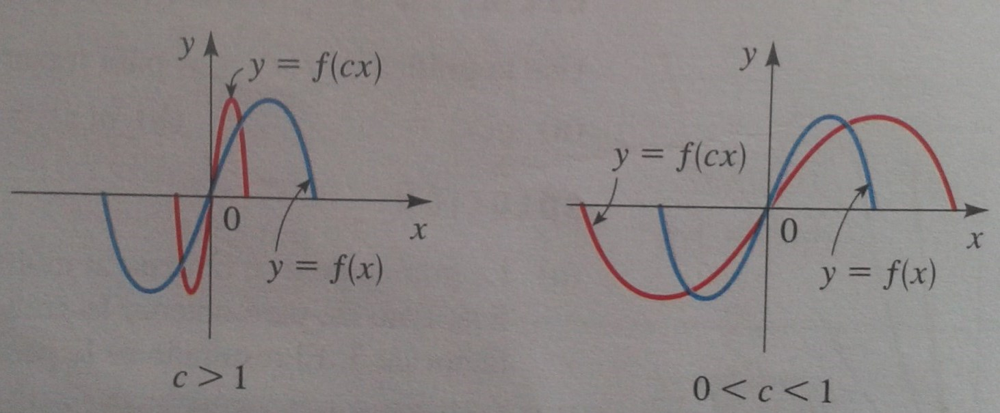 y
y = f(cx)
0
x
y = f(x)
c > 1
y
y = f(cx)
0
x
y = f(x)
0 < c < 1